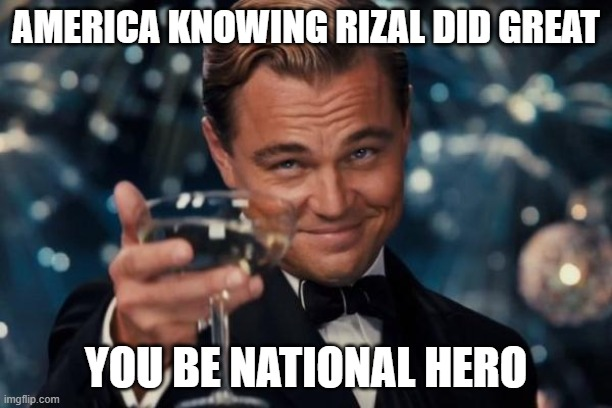 AMERICA KNOWING RIZAL DID GREAT
YOU BE NATIONAL HERO
imgflip.com